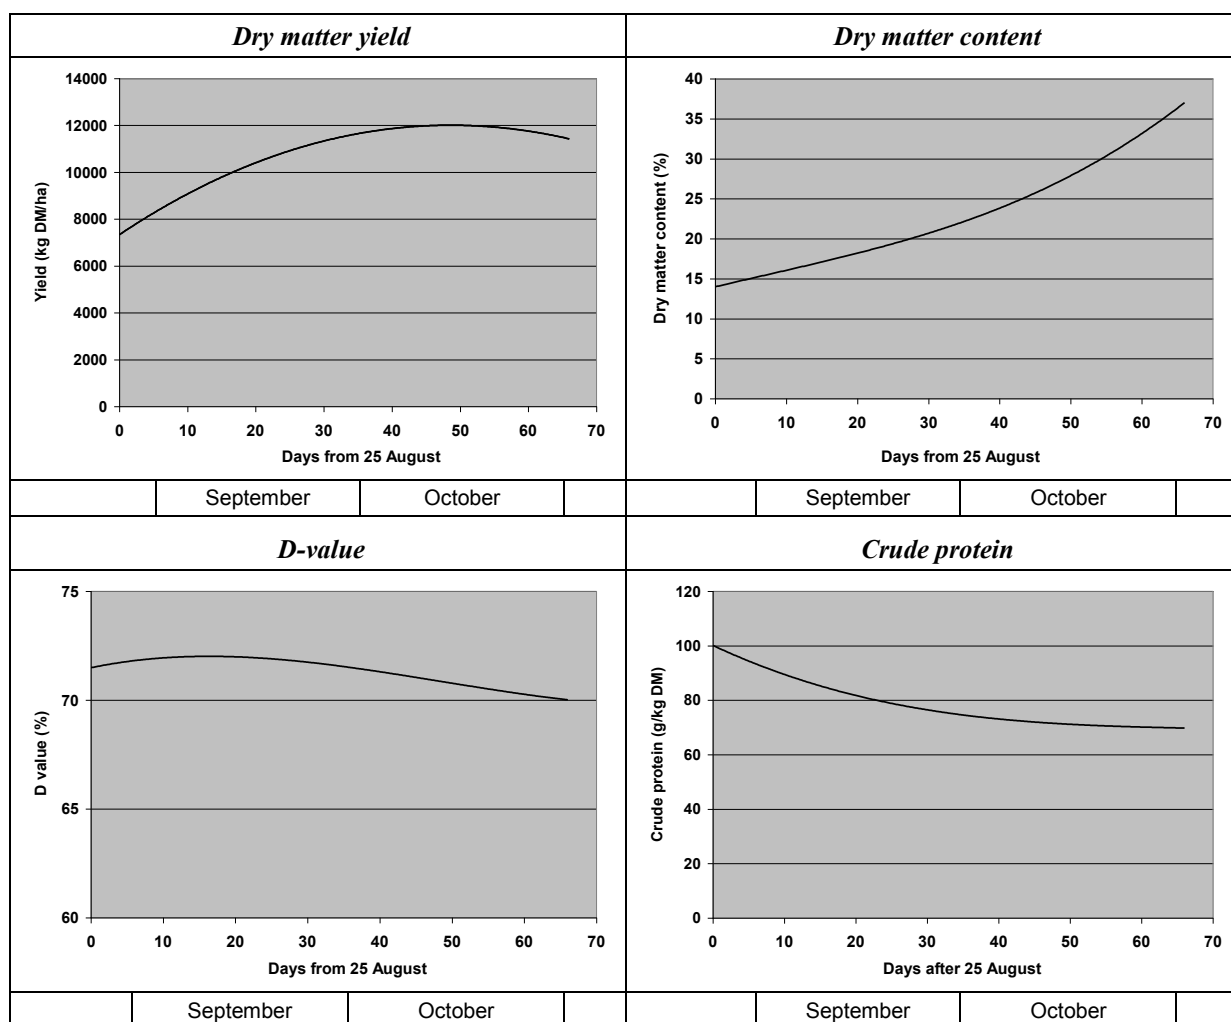 Dry matter yield
Dry matter content
14000
12000
10000
8000
6000
4000
2000
0
Yield (kg DM/ha)
0 10 20 30 40 50 60 70
Days from 25 August
40
35
30
25
20
15
10
5
0
Dry matter content (%)
0 10 20 30 40 50 60 70
Days from 25 August
September October
September October
D-value
Crude protein
75
70
65
60
D value (%)
0 10 20 30 40 50 60 70
Days from 25 August
120
100
80
60
40
20
0
Crude protein (g/kg DM)
0 10 20 30 40 50 60 70
Days after 25 August
September October
September October